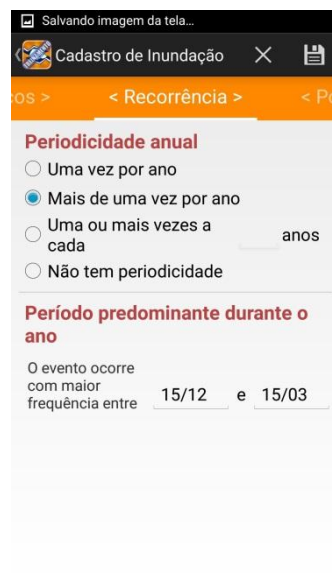 Salvando imagem da tela...
Cadastro de Inundação
os > < Recorrência > < Po
Periodicidade anual
Uma vez por ano
Mais de uma vez por ano
Uma ou mais vezes a
cada anos
Não tem periodicidade
Período predominante durante o
ano
O evento ocorre
com maior
frequência entre 15/12 e 15/03